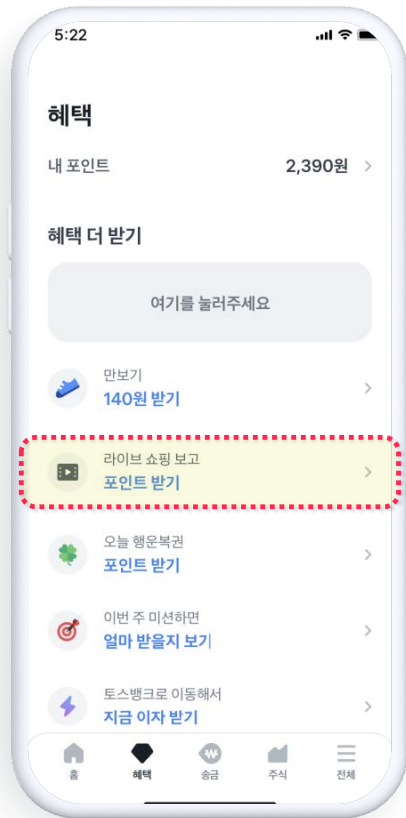 5:22
혜택
내 포인트 2,390원
혜택 더 받기
여기를 눌러주세요
만보기
140원 받기
라이브 쇼핑 보고
포인트 받기
오늘 행운복권
포인트 받기
이번 주 미션하면
얼마 받을지 보기
토스뱅크로 이동해서
지금 이자 받기
홈 혜택 송금 주식 전체